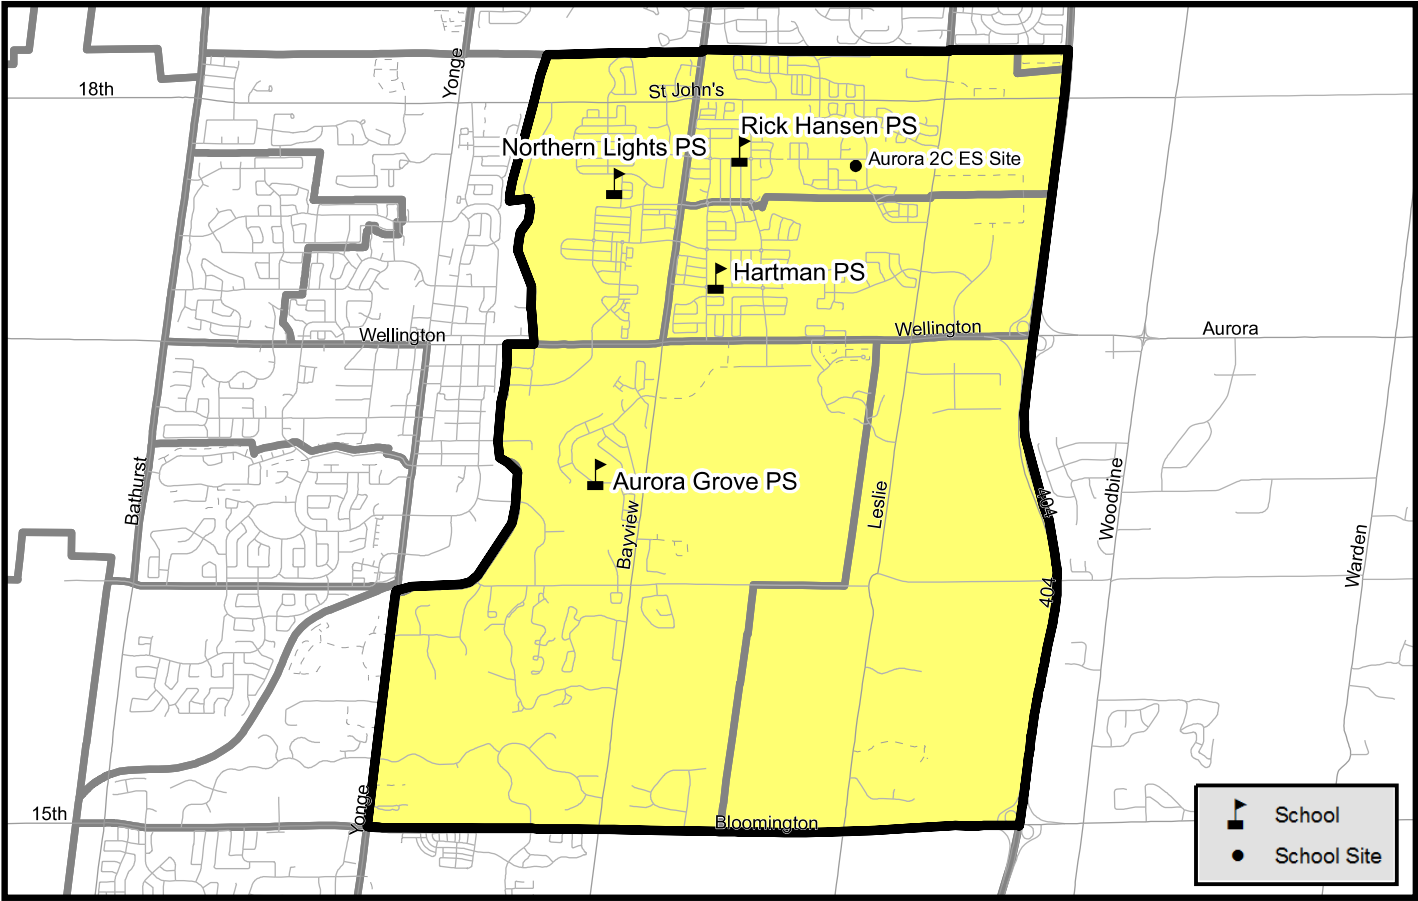 Yonge
18th
St John's
Rick Hansen PS
Northern Lights PS
Aurora 2C ES Site
Hartman PS
Wellington
Wellington
Aurora
Bathurst
Aurora Grove PS
Bayview
Leslie
404
Woodbine
Warden
404
Yonge
15th
Bloomington
School
School Site